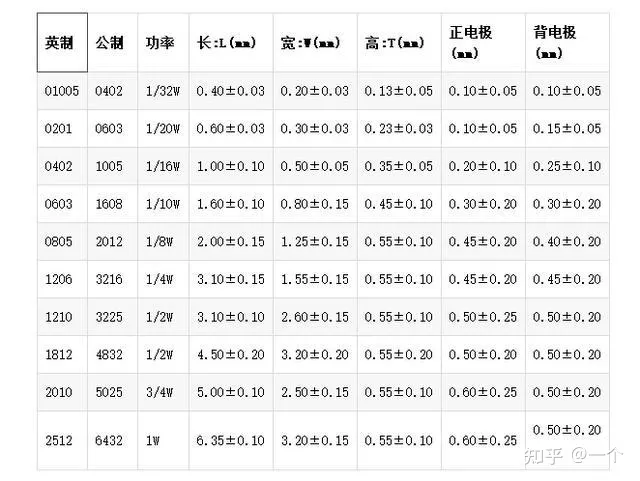 英制 公制 功率 长:L(mm) 宽:W(mm) 高:T(mm) 正电极(mm) 背电极(mm)
01005 0402 1/32W 0.40±0.03 0.20±0.03 0.13±0.05 0.10±0.05 0.10±0.05
0201 0603 1/20W 0.60±0.03 0.30±0.03 0.23±0.03 0.10±0.05 0.15±0.05
0402 1005 1/16W 1.00±0.10 0.50±0.05 0.35±0.05 0.20±0.10 0.25±0.10
0603 1608 1/10W 1.60±0.10 0.80±0.15 0.45±0.10 0.30±0.20 0.30±0.20
0805 2012 1/8W 2.00±0.15 1.25±0.15 0.55±0.10 0.45±0.20 0.40±0.20
1206 3216 1/4W 3.10±0.15 1.55±0.15 0.55±0.10 0.45±0.20 0.45±0.20
1210 3225 1/2W 3.10±0.10 2.60±0.15 0.55±0.10 0.50±0.25 0.50±0.20
1812 4832 1/2W 4.50±0.20 3.20±0.20 0.55±0.20 0.50±0.20 0.50±0.20
2010 5025 3/4W 5.00±0.10 2.50±0.15 0.55±0.10 0.60±0.25 0.50±0.20
2512 6432 1W 6.35±0.10 3.20±0.15 0.55±0.10 0.60±0.25 0.50±0.20
知乎 @一个